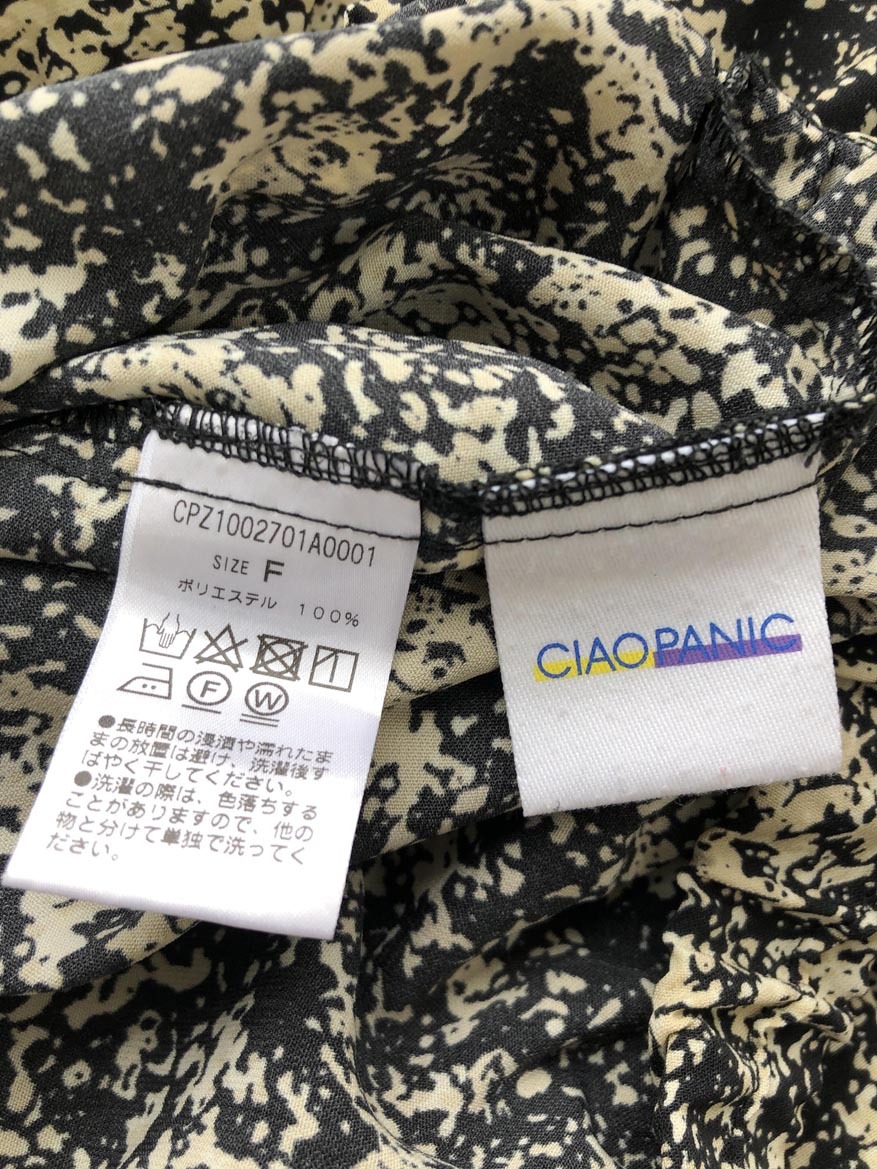 CPZ1002701A0001
SIZE F
ポリエステル 100%
F W
●長時間の浸漬や濡れたま
まの放置は避け、洗濯後す
ばやく干してください。
●洗濯の際は、色落ちする
ことがありますので、他の
物と分けて単独で洗ってく
ださい。
CIAOPANIC